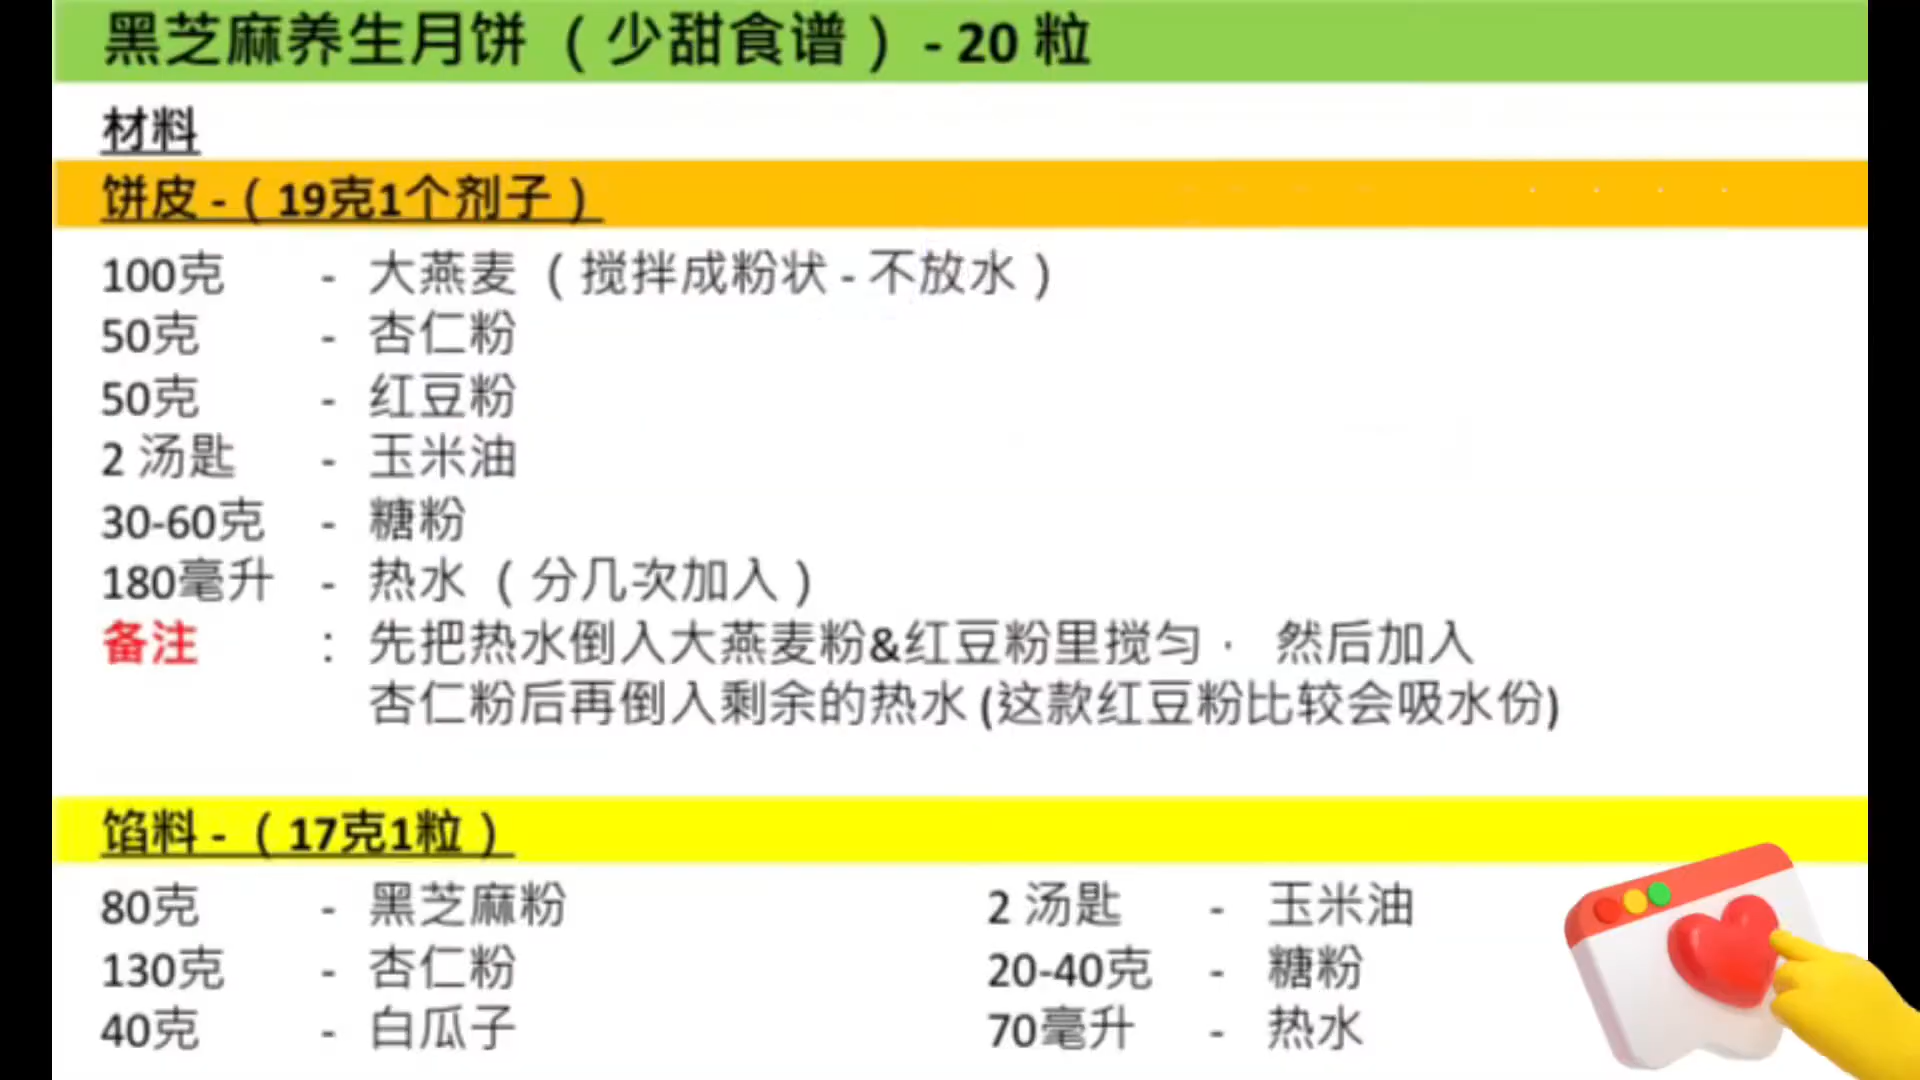 黑芝麻养生月饼（少甜食谱）- 20 粒
材料
饼皮 -（19克1个剂子）
100克 - 大燕麦（搅拌成粉状 - 不放水）
50克 - 杏仁粉
50克 - 红豆粉
2 汤匙 - 玉米油
30-60克 - 糖粉
180毫升 - 热水（分几次加入）
备注 : 先把热水倒入大燕麦粉&红豆粉里搅匀· 然后加入
杏仁粉后再倒入剩余的热水 (这款红豆粉比较会吸水份)
馅料 -（17克1粒）
80克 - 黑芝麻粉 2 汤匙 - 玉米油
130克 - 杏仁粉 20-40克 - 糖粉
40克 - 白瓜子 70毫升 - 热水